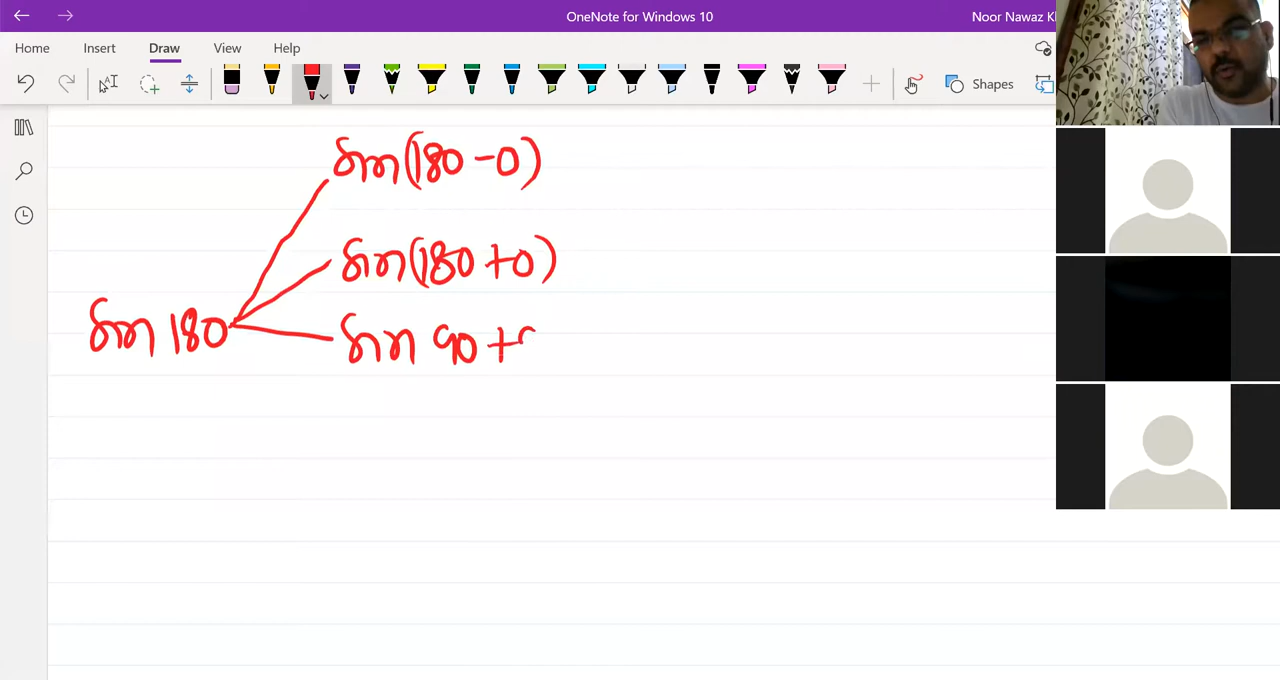 OneNote for Windows 10
Noor Nawaz Kh
Home Insert Draw View Help
Shapes
sin(180-0)
sin(180+0)
sin 180
sin 90+